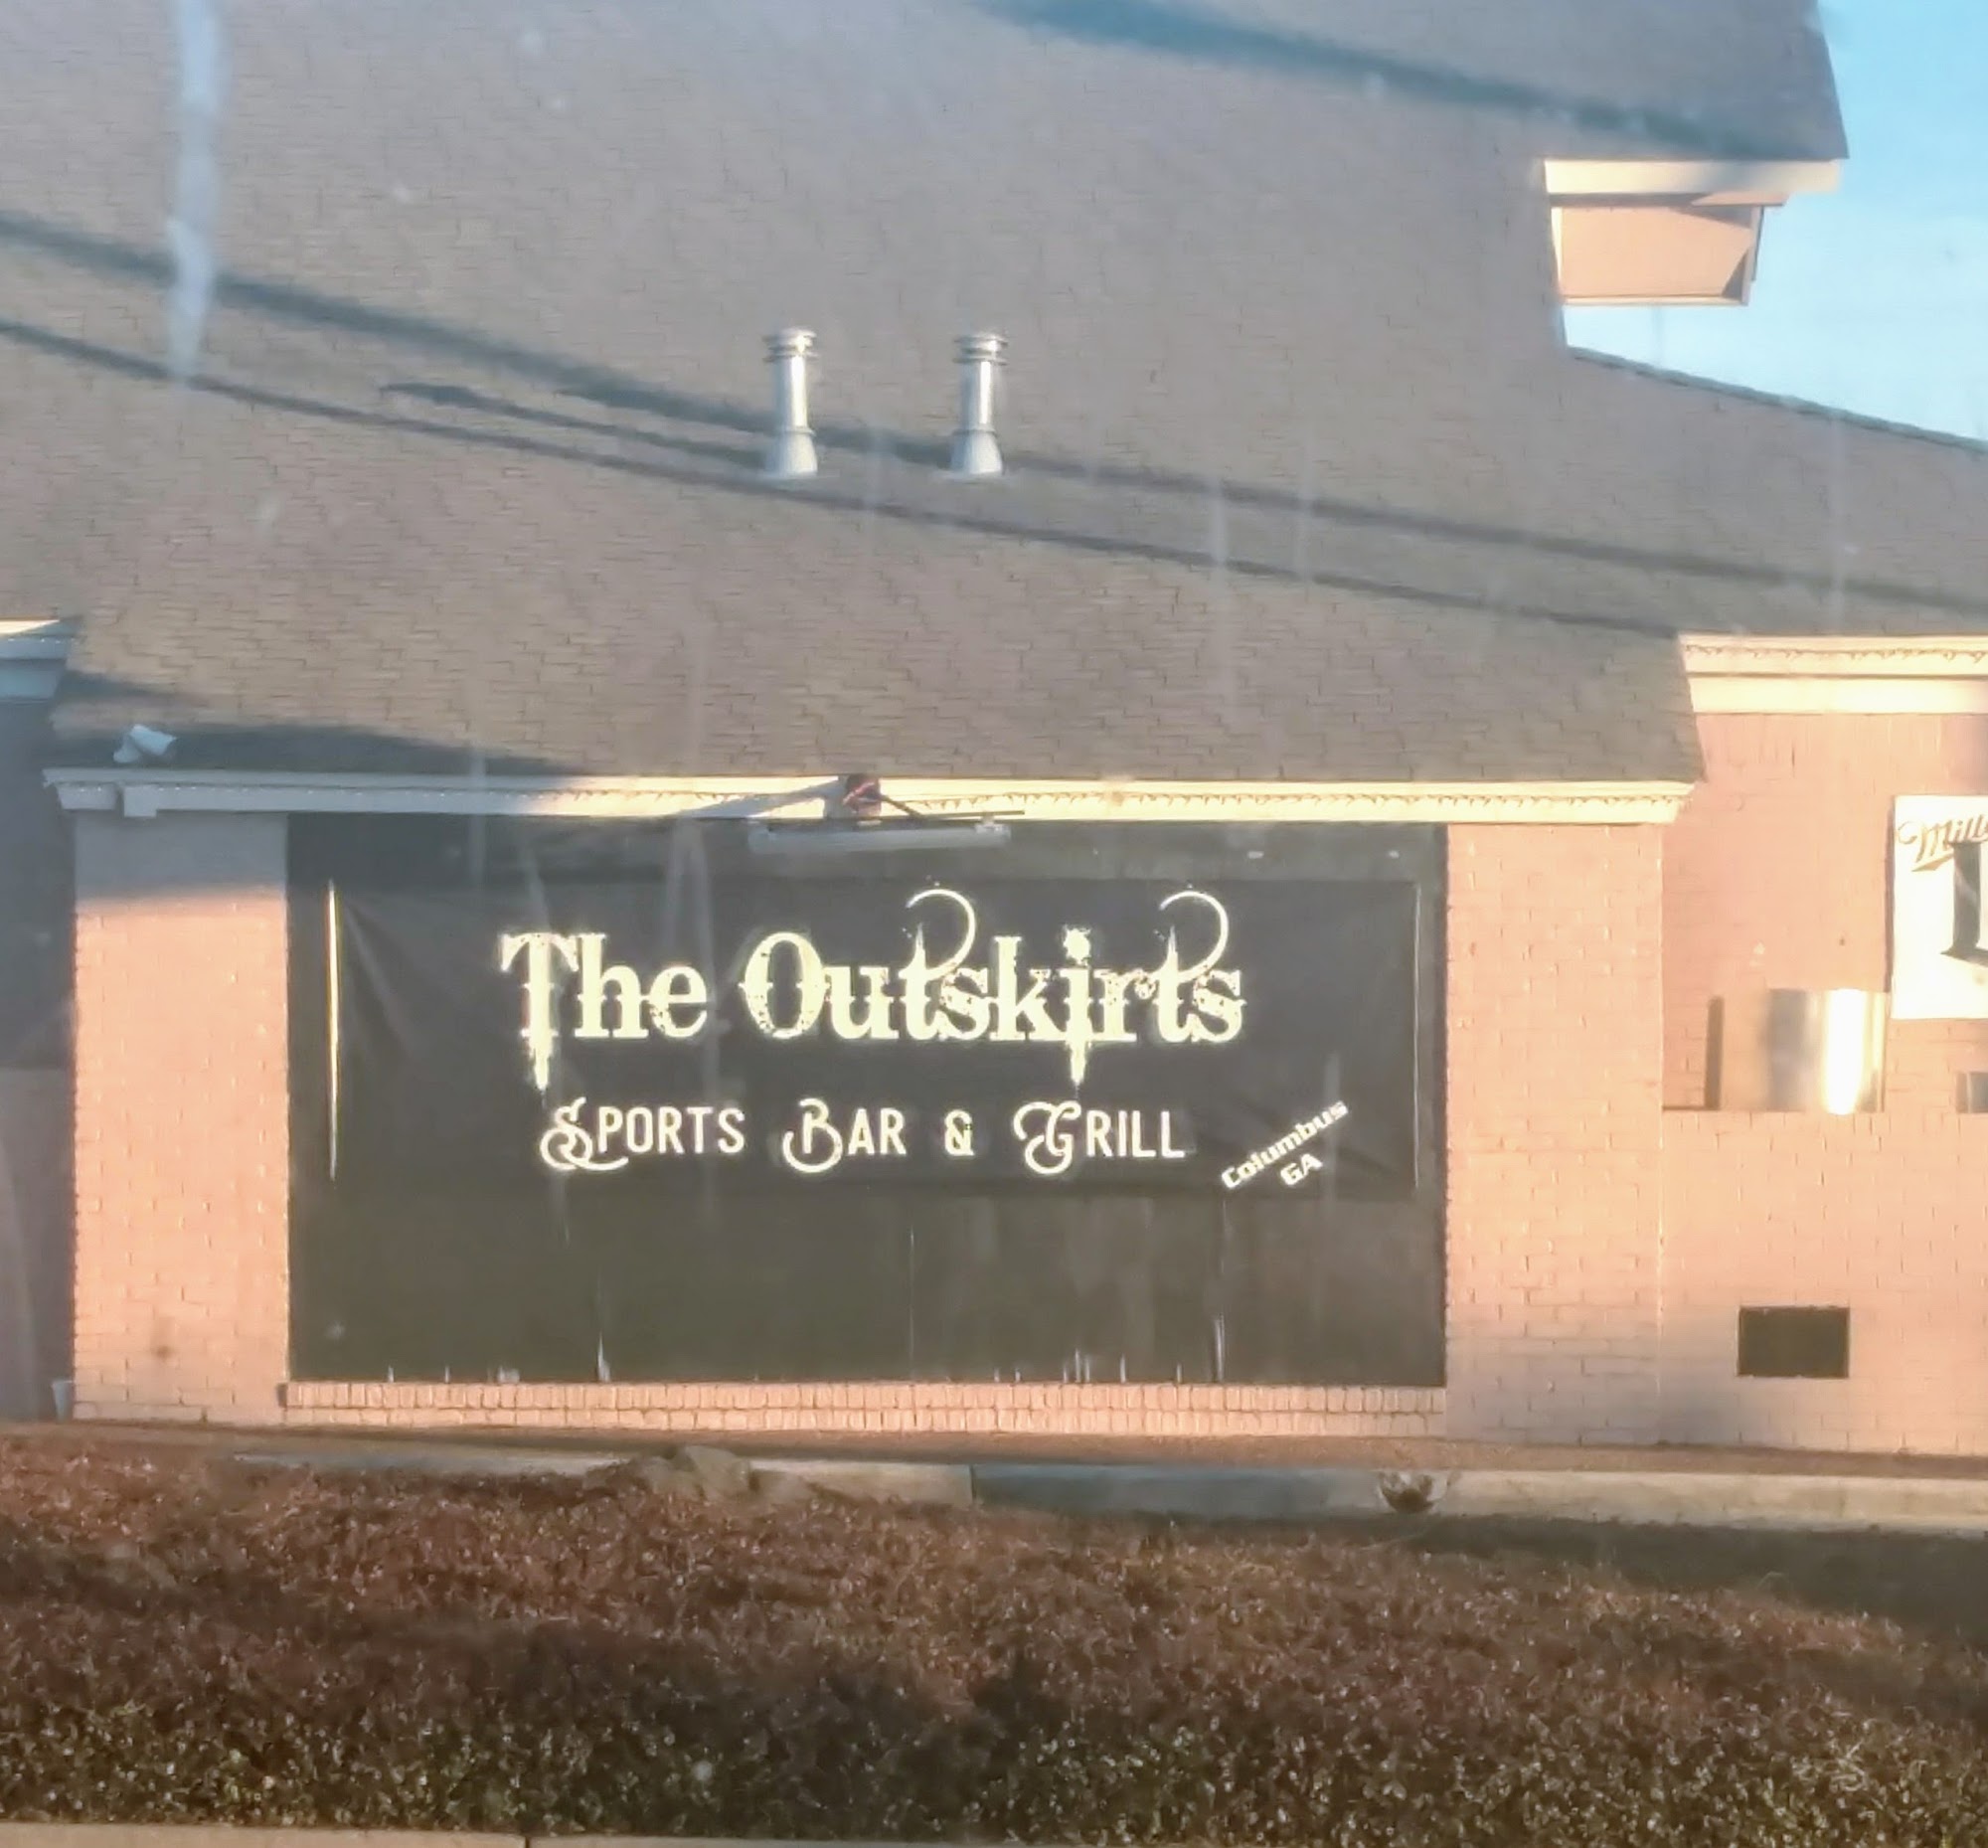 The Outskirts
Sports Bar & Grill
Columbus
GA